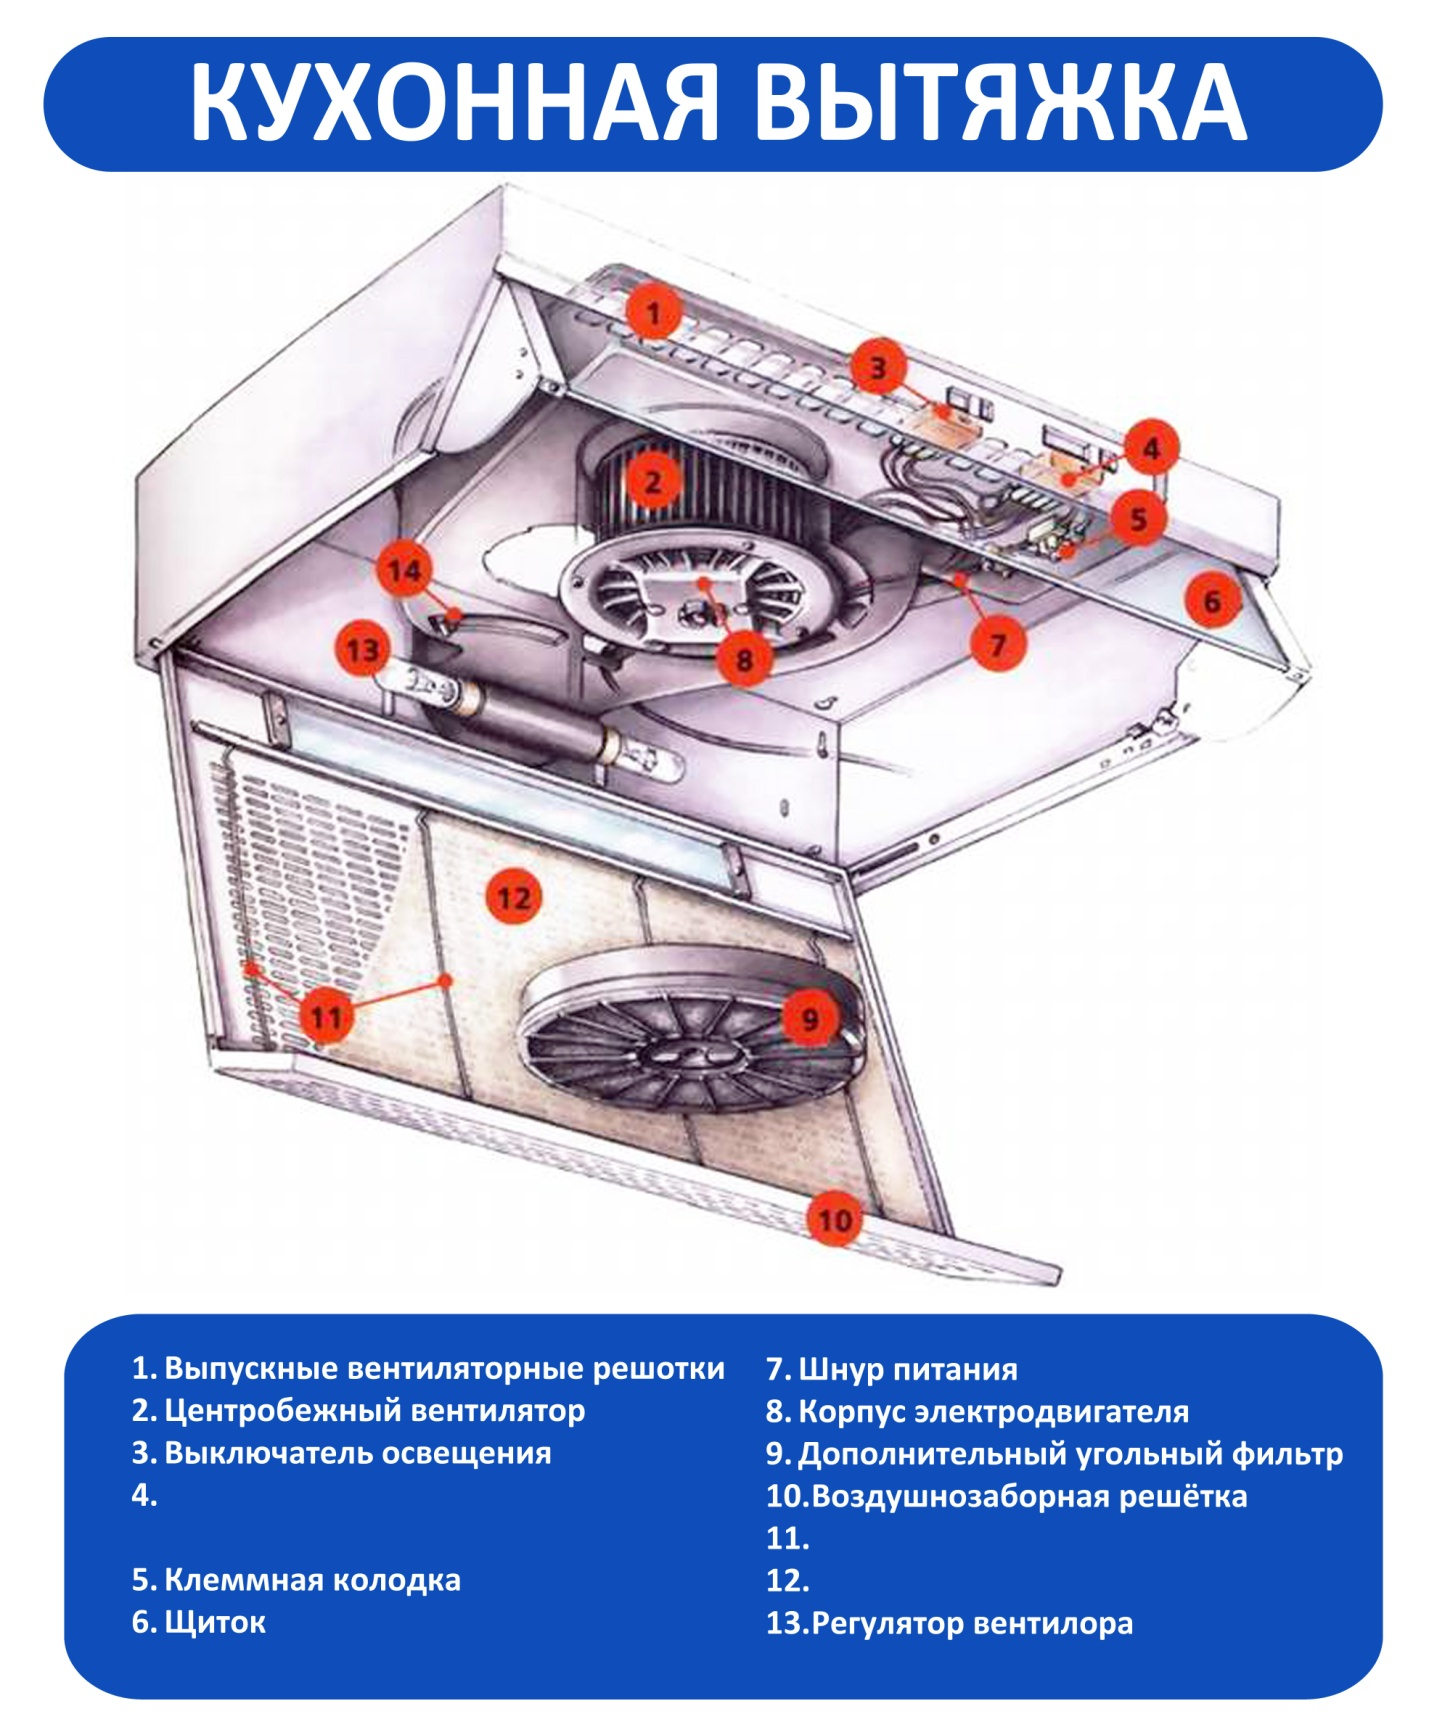 КУХОННАЯ ВЫТЯЖКА
1
3
4
2
5
14
6
13
8
7
12
11
9
10
1. Выпускные вентиляторные решотки
2. Центробежный вентилятор
3. Выключатель освещения
4.
5. Клеммная колодка
6. Щиток
7. Шнур питания
8. Корпус электродвигателя
9. Дополнительный угольный фильтр
10.Воздушнозаборная решётка
11.
12.
13.Регулятор вентилора